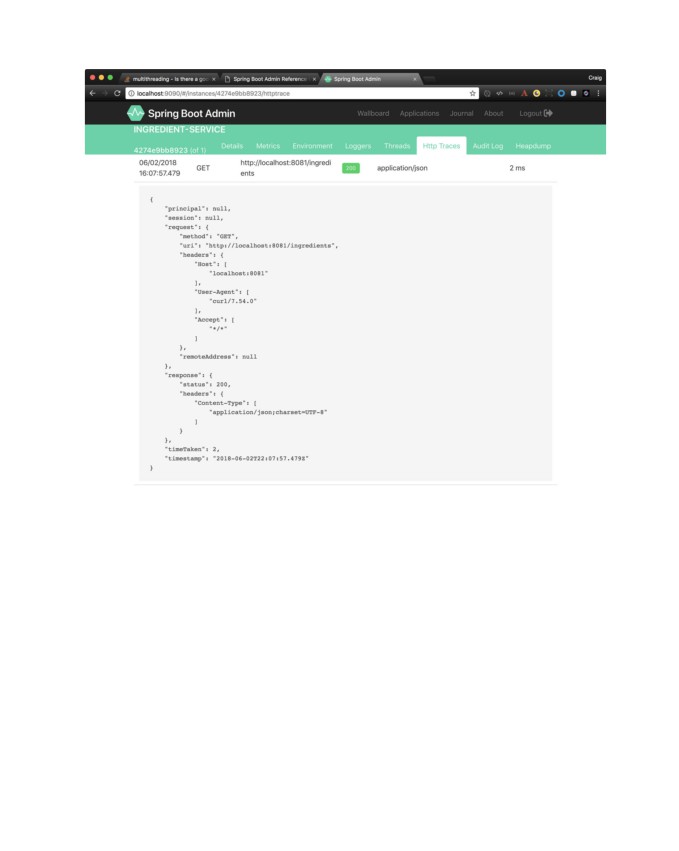 multithreading - Is there a goo × Spring Boot Admin Reference × Spring Boot Admin × Craig
localhost:9090/#/instances/4274e9bb8923/httptrace
Spring Boot Admin Wallboard Applications Journal About Logout
INGREDIENT-SERVICE
4274e9bb8923 (of 1) Details Metrics Environment Loggers Threads Http Traces Audit Log Heapdump
06/02/2018 http://localhost:8081/ingredi
16:07:57.479 GET ents 200 application/json 2 ms
{
"principal": null,
"session": null,
"request": {
"method": "GET",
"uri": "http://localhost:8081/ingredients",
"headers": {
"Host": [
"localhost:8081"
],
"User-Agent": [
"curl/7.54.0"
],
"Accept": [
"*/*"
]
},
"remoteAddress": null
},
"response": {
"status": 200,
"headers": {
"Content-Type": [
"application/json;charset=UTF-8"
]
}
},
"timeTaken": 2,
"timestamp": "2018-06-02T22:07:57.479Z"
}